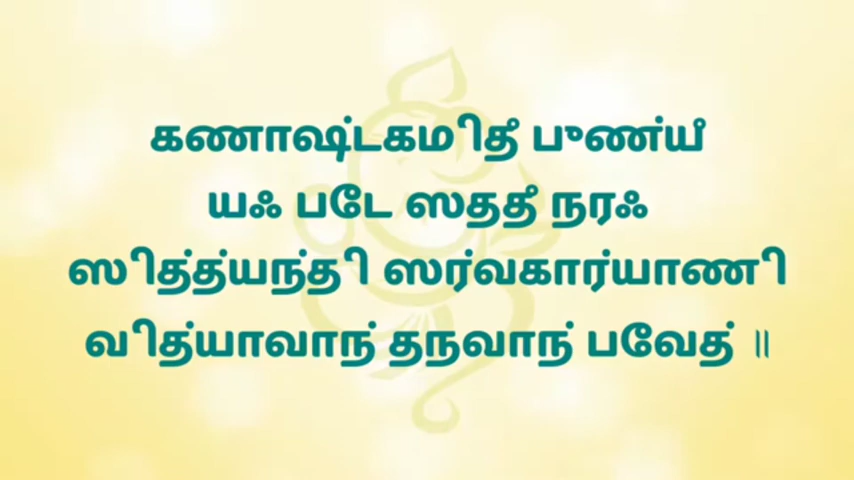 கணாஷ்டகமிதீ புண்யீ
யஃ படே ஸததீ நரஃ
ஸித்த்யந்தி ஸர்வகார்யாணி
வித்யாவாந் தநவாந் பவேத் ॥